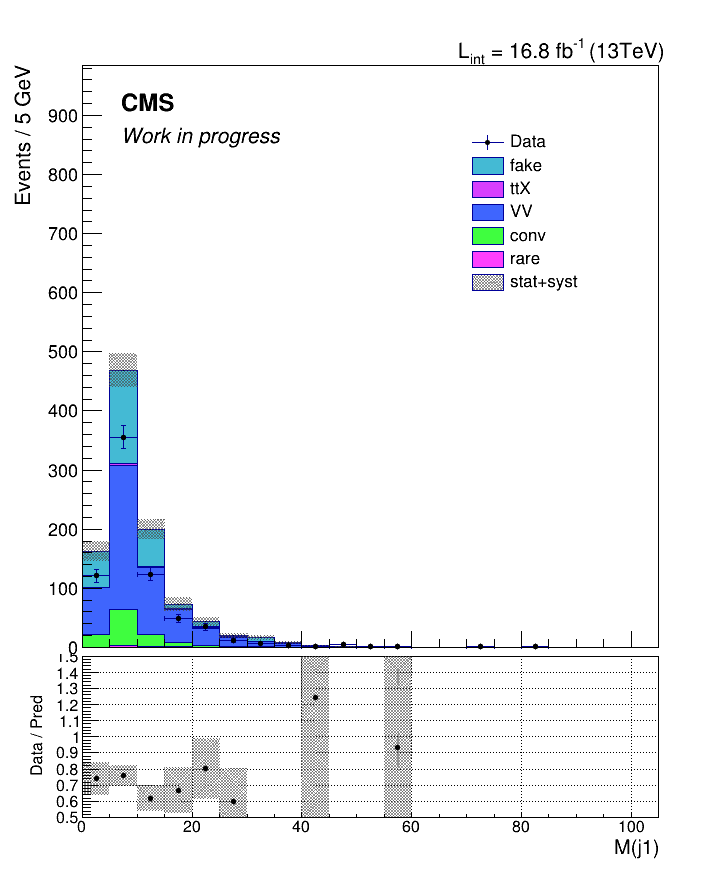 L_int = 16.8 fb^-1 (13TeV)
Events / 5 GeV
CMS
Work in progress
Data
fake
ttX
VV
conv
rare
stat+syst
900
800
700
600
500
400
300
200
100
0
Data / Pred
1.5
1.4
1.3
1.2
1.1
1
0.9
0.8
0.7
0.6
0.5
0 20 40 60 80 100
M(j1)